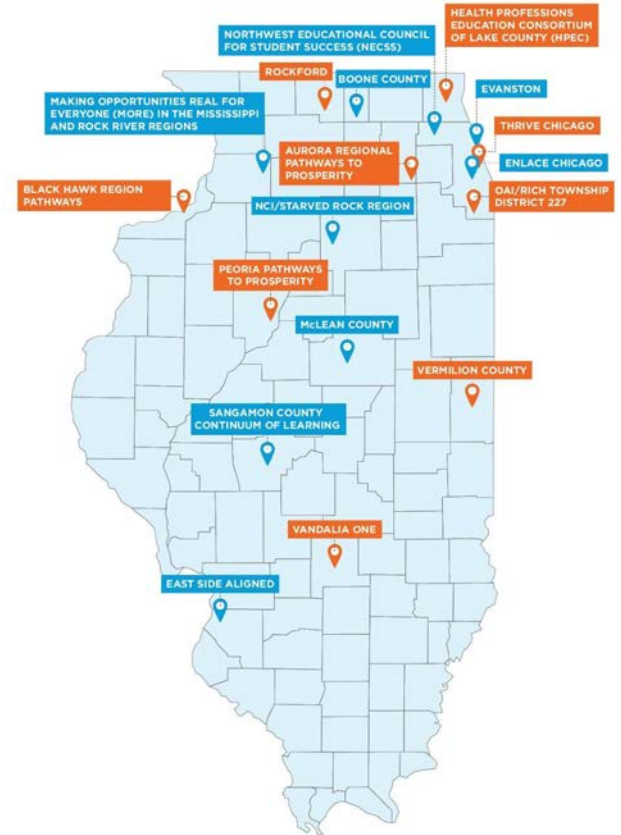 HEALTH PROFESSIONS
EDUCATION CONSORTIUM
OF LAKE COUNTY (HPEC)
NORTHWEST EDUCATIONAL COUNCIL
FOR STUDENT SUCCESS (NECSS)
ROCKFORD
BOONE COUNTY
EVANSTON
MAKING OPPORTUNITIES REAL FOR
EVERYONE (MORE) IN THE MISSISSIPPI
AND ROCK RIVER REGIONS
THRIVE CHICAGO
AURORA REGIONAL
PATHWAYS TO
PROSPERITY
ENLACE CHICAGO
BLACK HAWK REGION
PATHWAYS
OAI/RICH TOWNSHIP
DISTRICT 227
NCI/STARVED ROCK REGION
PEORIA PATHWAYS
TO PROSPERITY
McLEAN COUNTY
VERMILION COUNTY
SANGAMON COUNTY
CONTINUUM OF LEARNING
VANDALIA ONE
EAST SIDE ALIGNED